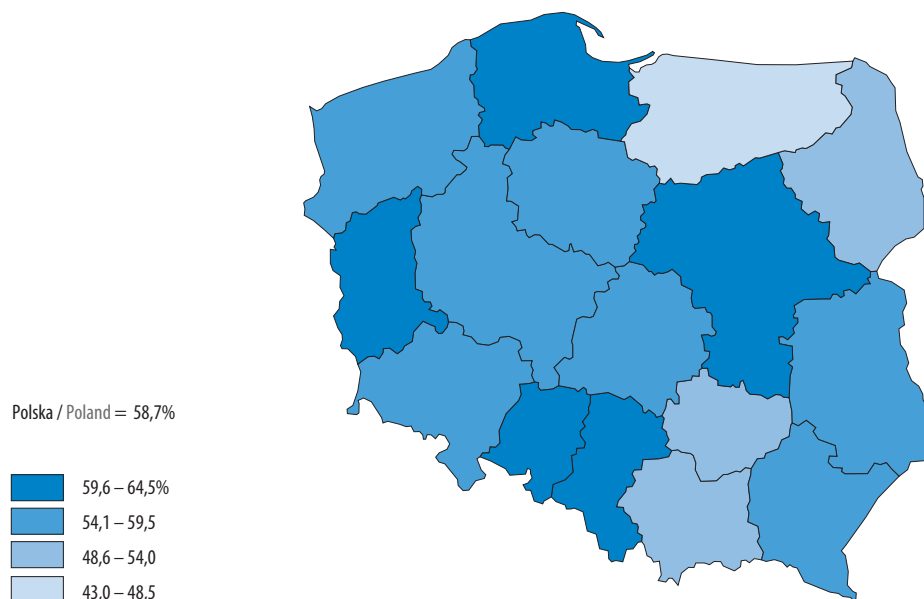 Polska / Poland = 58,7%
59,6 – 64,5%
54,1 – 59,5
48,6 – 54,0
43,0 – 48,5